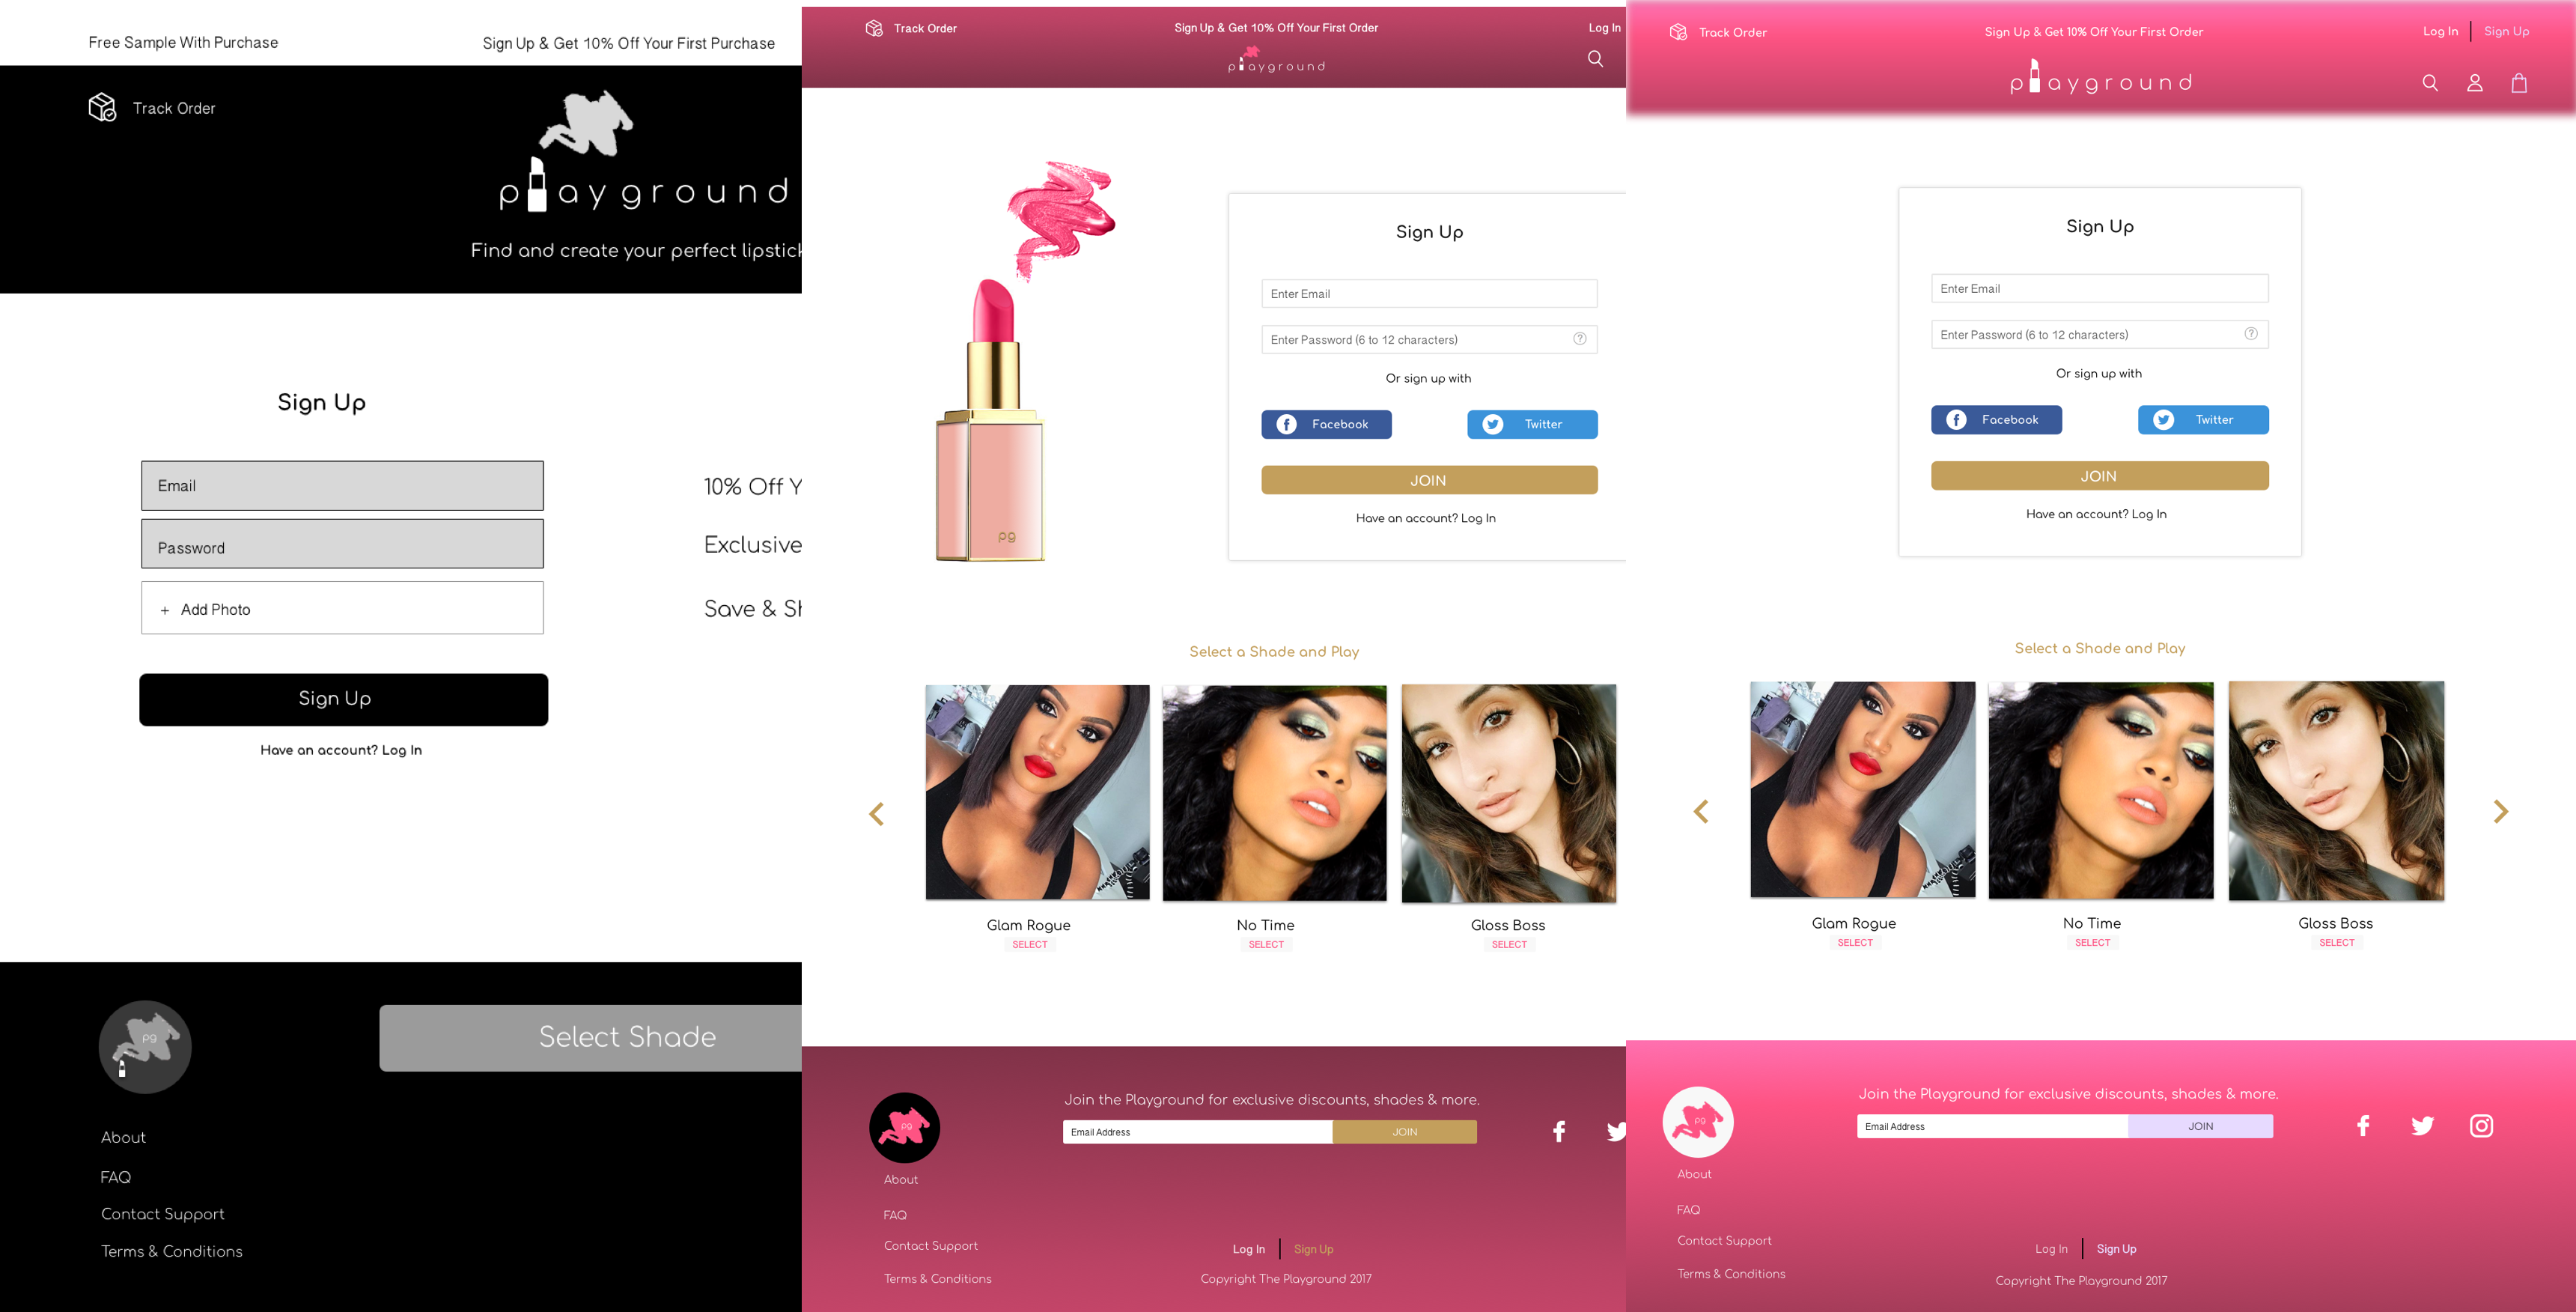 Free Sample With Purchase
Sign Up & Get 10% Off Your First Purchase
Track Order
playground
Find and create your perfect lipstick
Sign Up
Email
Password
+ Add Photo
Sign Up
Have an account? Log In
10% Off Y
Exclusive
Save & Sh
pg
Select Shade
About
FAQ
Contact Support
Terms & Conditions
Track Order
Sign Up & Get 10% Off Your First Order
Log In
playground
pg
Sign Up
Enter Email
Enter Password (6 to 12 characters)
?
Or sign up with
Facebook
Twitter
JOIN
Have an account? Log In
Select a Shade and Play
Glam Rogue
SELECT
No Time
SELECT
Gloss Boss
SELECT
pg
Join the Playground for exclusive discounts, shades & more.
Email Address
JOIN
About
FAQ
Contact Support
Terms & Conditions
Log In
Sign Up
Copyright The Playground 2017
Track Order
Sign Up & Get 10% Off Your First Order
Log In
Sign Up
playground
Sign Up
Enter Email
Enter Password (6 to 12 characters)
?
Or sign up with
Facebook
Twitter
JOIN
Have an account? Log In
Select a Shade and Play
Glam Rogue
SELECT
No Time
SELECT
Gloss Boss
SELECT
pg
Join the Playground for exclusive discounts, shades & more.
Email Address
JOIN
About
FAQ
Contact Support
Terms & Conditions
Log In
Sign Up
Copyright The Playground 2017